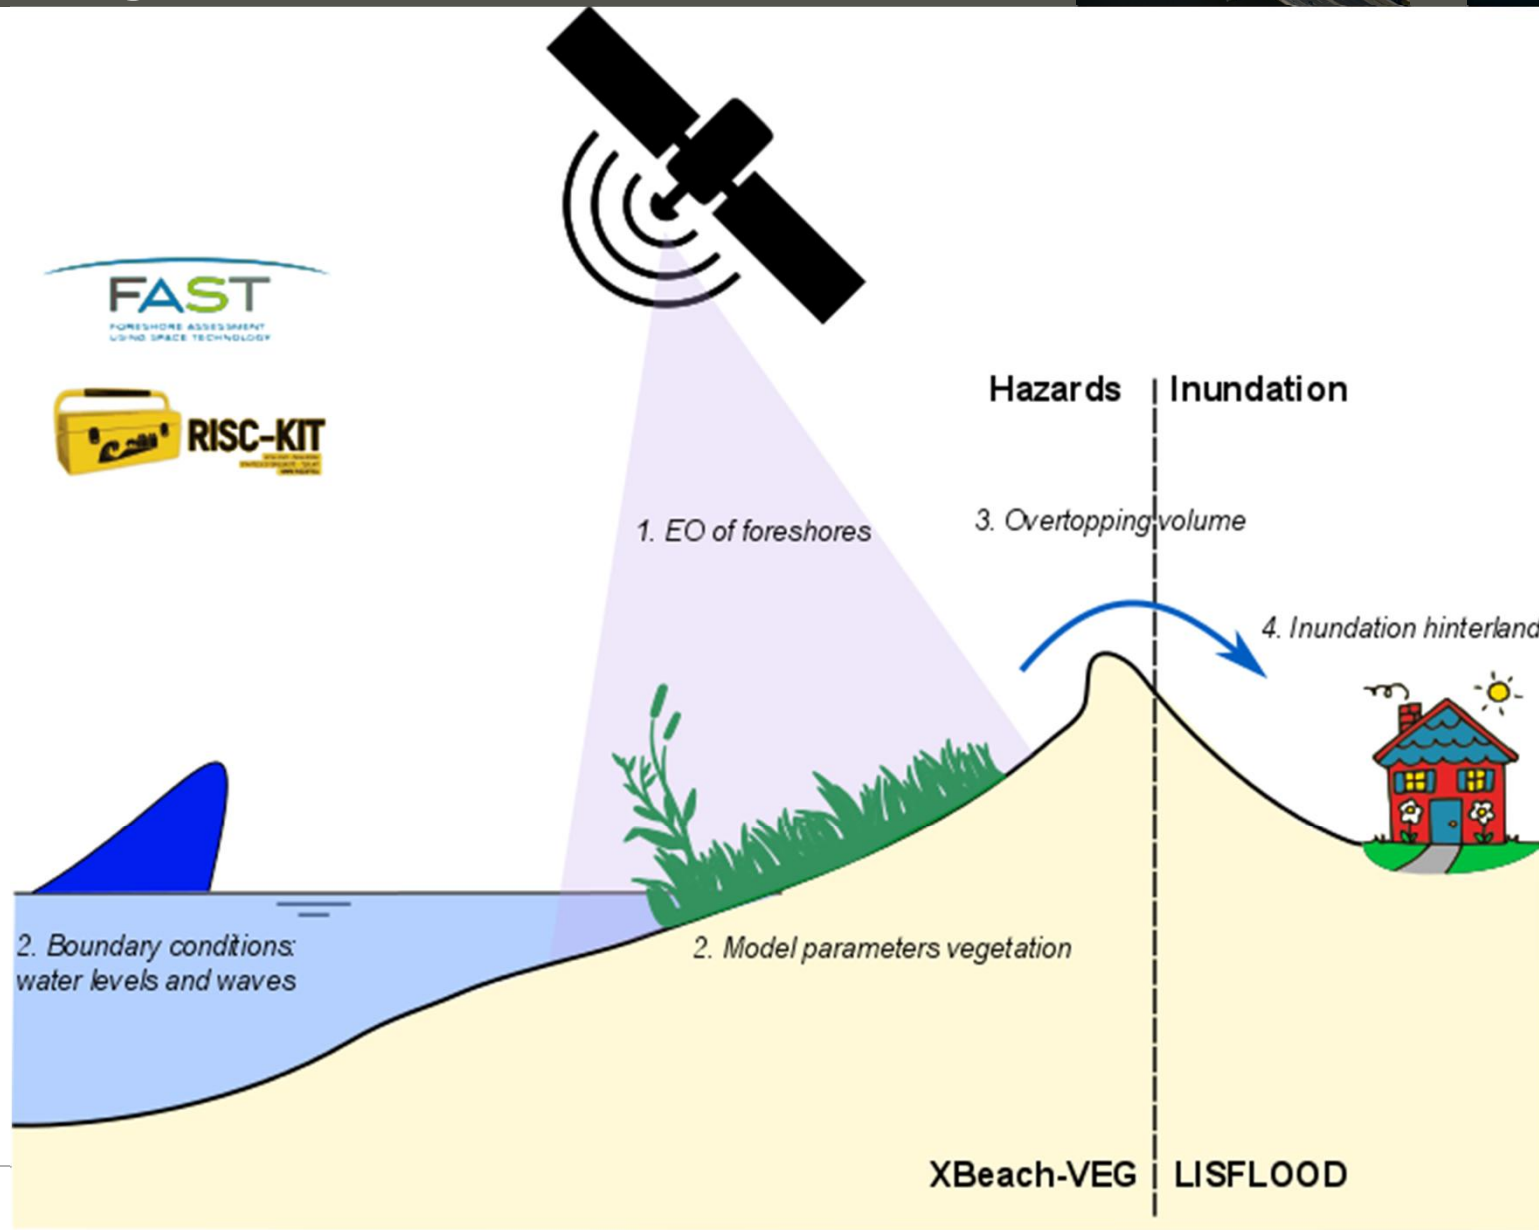 FAST
FORESHORE ASSESSMENT
USING SPACE TECHNOLOGY
RISC-KIT
Hazards
Inundation
1. EO of foreshores
3. Overtopping volume
4. Inundation hinterland
2. Boundary conditions:
water levels and waves
2. Model parameters vegetation
XBeach-VEG
LISFLOOD